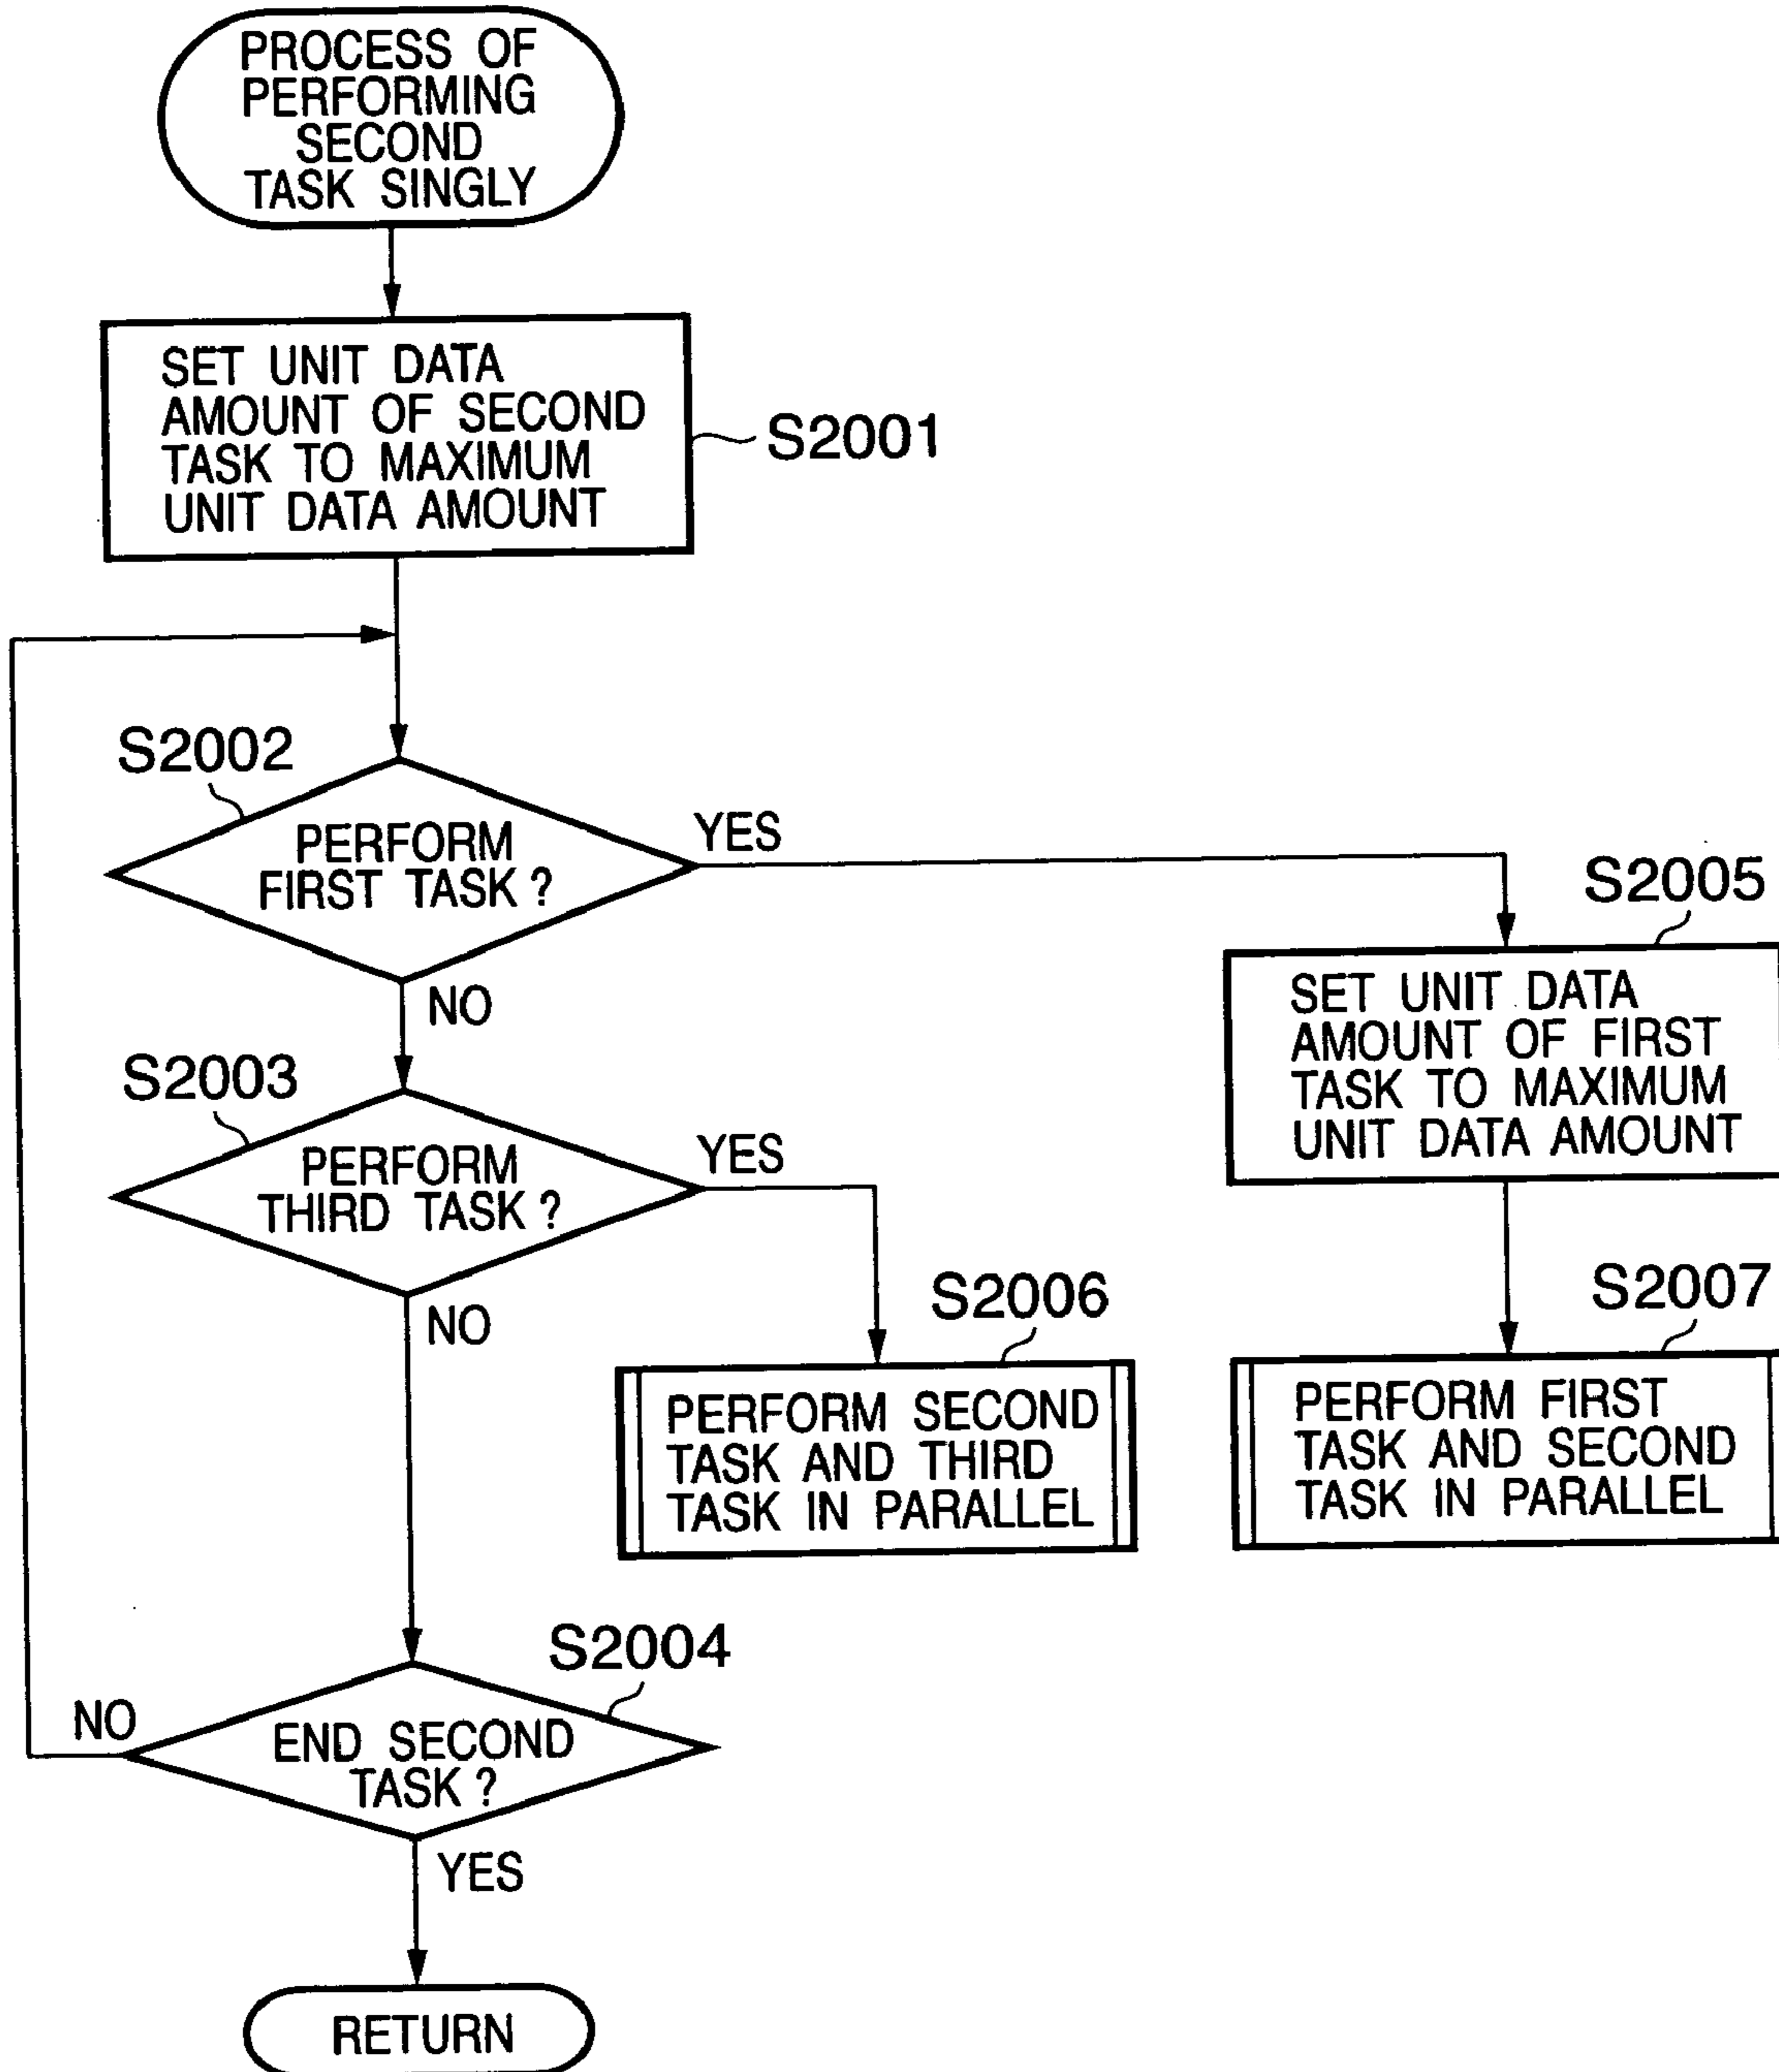 PROCESS OF
PERFORMING
SECOND
TASK SINGLY
SET UNIT DATA
AMOUNT OF SECOND
TASK TO MAXIMUM
UNIT DATA AMOUNT
S2001
S2002
PERFORM
FIRST TASK ?
YES
NO
S2005
SET UNIT DATA
AMOUNT OF FIRST
TASK TO MAXIMUM
UNIT DATA AMOUNT
S2003
PERFORM
THIRD TASK ?
YES
NO
S2006
PERFORM SECOND
TASK AND THIRD
TASK IN PARALLEL
S2007
PERFORM FIRST
TASK AND SECOND
TASK IN PARALLEL
S2004
END SECOND
TASK ?
NO
YES
RETURN